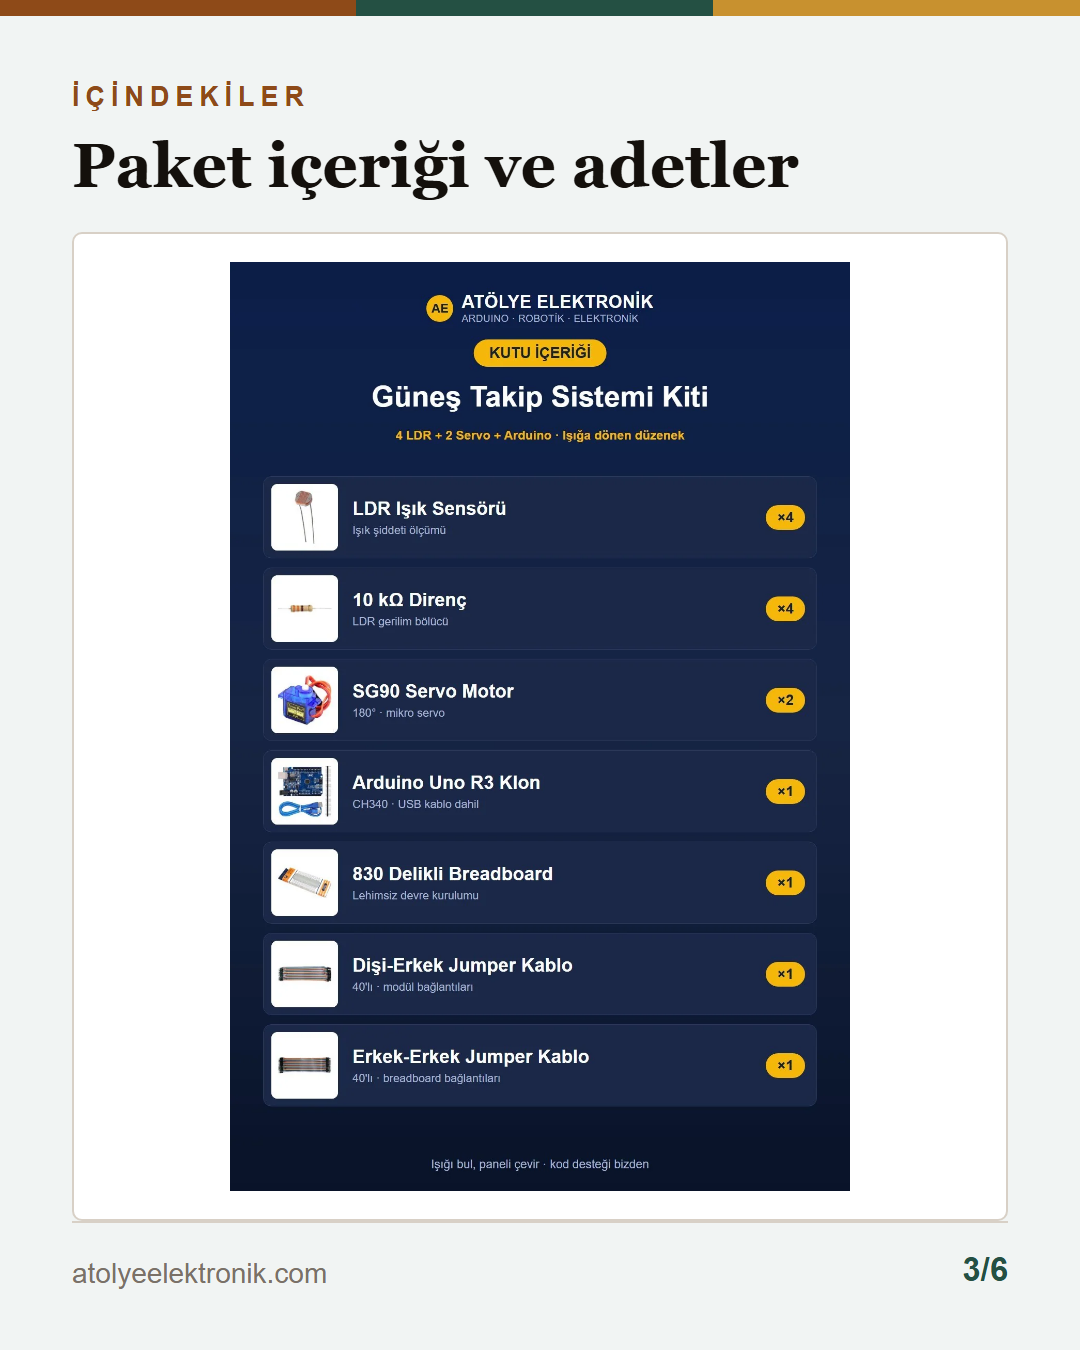 İÇİNDEKİLER
Paket içeriği ve adetler
AE
ATÖLYE ELEKTRONİK
ARDUINO · ROBOTİK · ELEKTRONİK
KUTU İÇERİĞİ
Güneş Takip Sistemi Kiti
4 LDR + 2 Servo + Arduino · Işığa dönen düzenek
LDR Işık Sensörü
Işık şiddeti ölçümü
×4
10 kΩ Direnç
LDR gerilim bölücü
×4
SG90 Servo Motor
180° · mikro servo
×2
Arduino Uno R3 Klon
CH340 · USB kablo dahil
×1
830 Delikli Breadboard
Lehimsiz devre kurulumu
×1
Dişi-Erkek Jumper Kablo
40'lı · modül bağlantıları
×1
Erkek-Erkek Jumper Kablo
40'lı · breadboard bağlantıları
×1
Işığı bul, paneli çevir · kod desteği bizden
atolyeelektronik.com
3/6